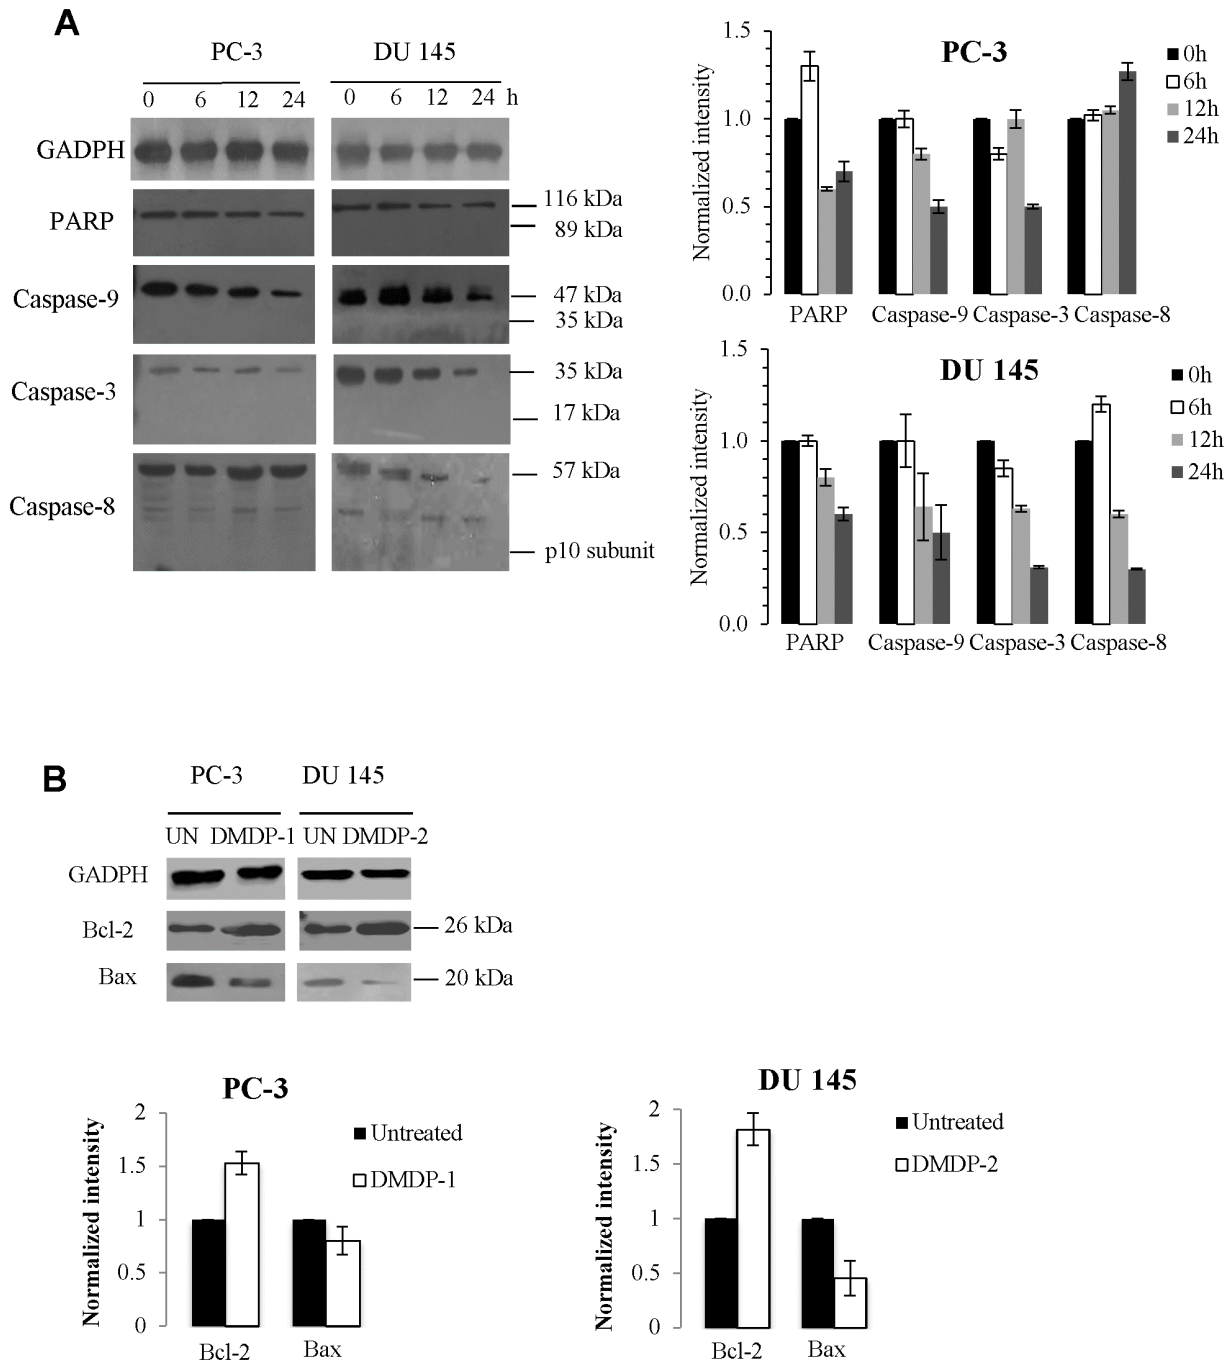 A
PC-3
DU 145
0 6 12 24
0 6 12 24 h
GADPH
PARP
116 kDa
89 kDa
Caspase-9
47 kDa
35 kDa
Caspase-3
35 kDa
17 kDa
Caspase-8
57 kDa
p10 subunit
PC-3
Normalized intensity
1.5
1.0
0.5
0.0
PARP Caspase-9 Caspase-3 Caspase-8
0h
6h
12h
24h
DU 145
Normalized intensity
1.5
1.0
0.5
0.0
PARP Caspase-9 Caspase-3 Caspase-8
0h
6h
12h
24h
B
PC-3
DU 145
UN DMDP-1 UN DMDP-2
GADPH
Bcl-2
26 kDa
Bax
20 kDa
PC-3
Normalized intensity
2
1.5
1
0.5
0
Bcl-2 Bax
Untreated
DMDP-1
DU 145
Normalized intensity
2
1.5
1
0.5
0
Bcl-2 Bax
Untreated
DMDP-2